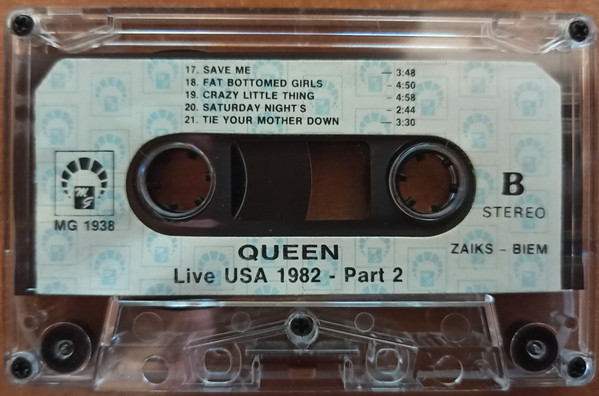 17. SAVE ME — 3:48
18. FAT BOTTOMED GIRLS – 4:50
19. CRAZY LITTLE THING – 4:58
20. SATURDAY NIGHT S – 2:44
21. TIE YOUR MOTHER DOWN — 3:30
MG
MG 1938
B
STEREO
QUEEN
ZAIKS – BIEM
Live USA 1982 - Part 2